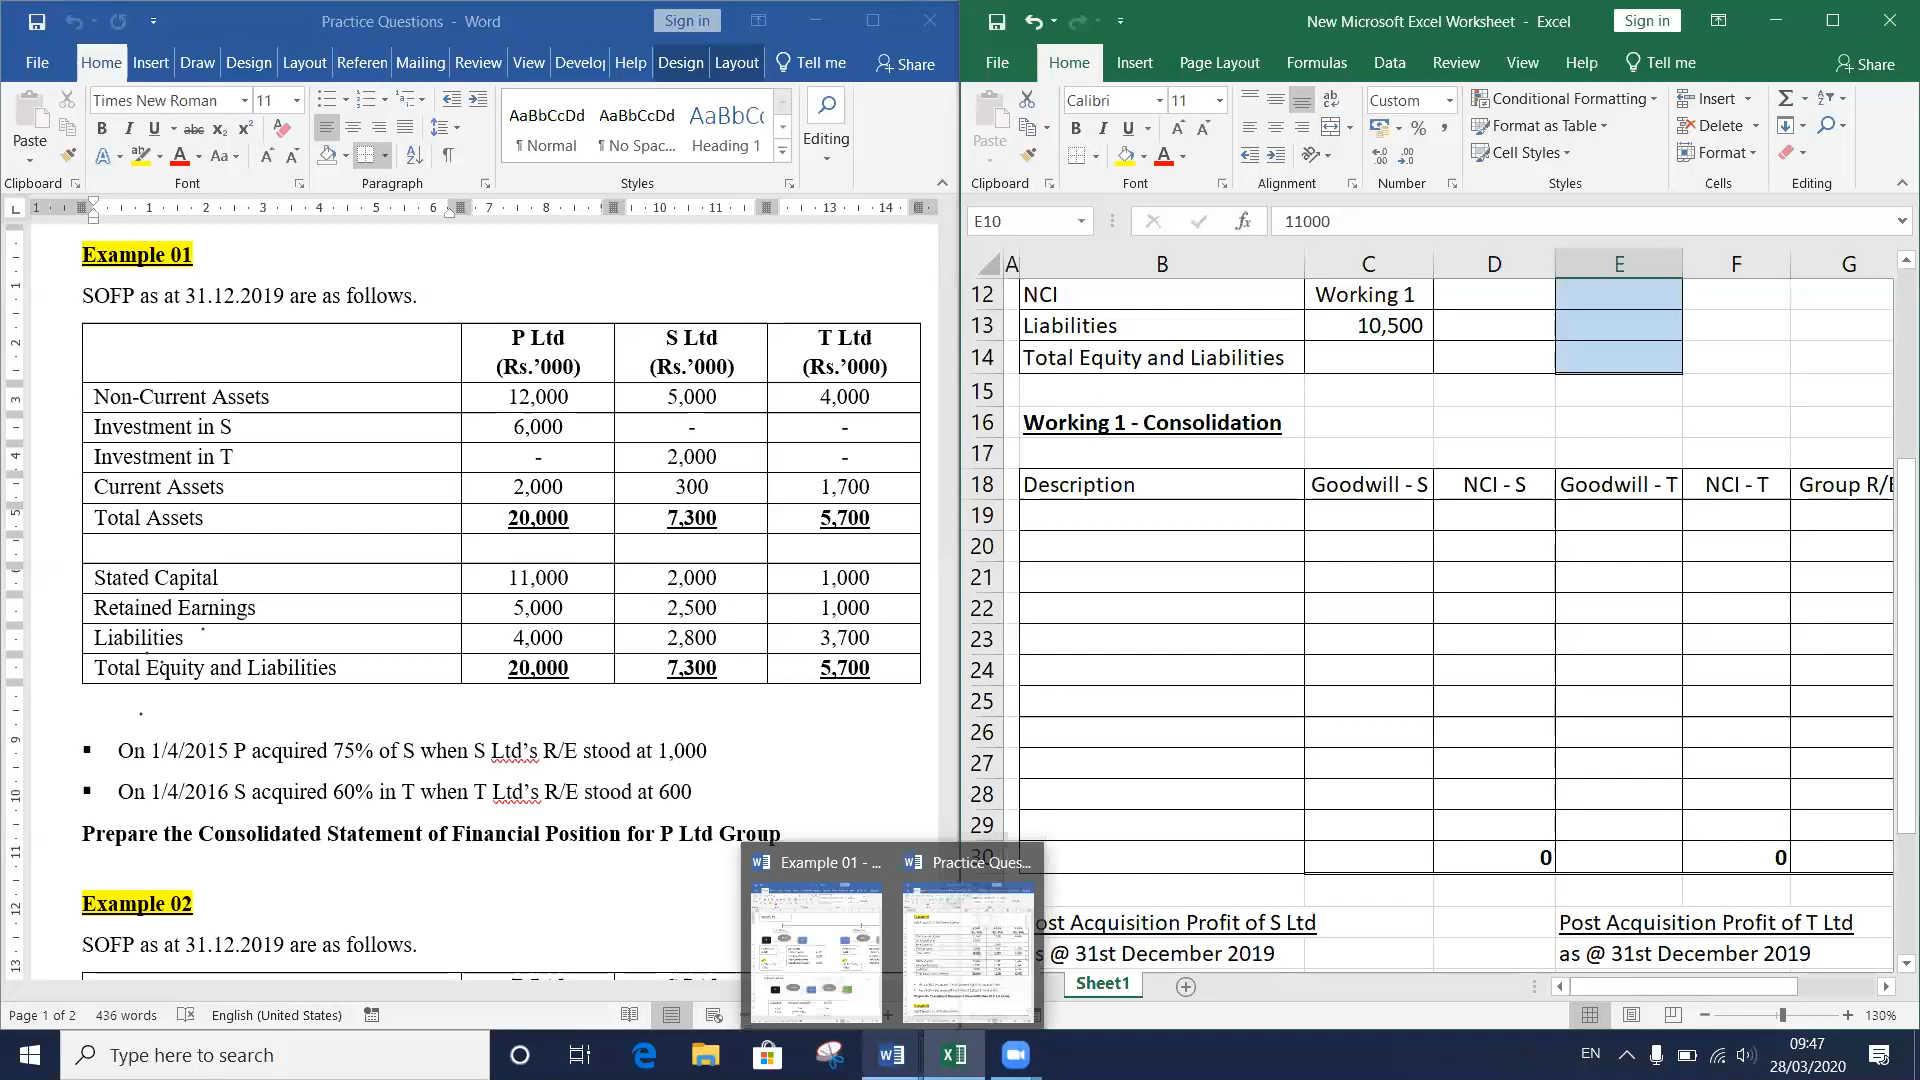 Practice Questions - Word
Sign in
File Home Insert Draw Design Layout Referen Mailing Review View Develop Help Design Layout Tell me Share
Times New Roman 11
Paste
AaBbCcDd AaBbCcDd AaBbCc
¶ Normal ¶ No Spac... Heading 1
Editing
Clipboard Font Paragraph Styles
Example 01
SOFP as at 31.12.2019 are as follows.
P Ltd (Rs.'000) S Ltd (Rs.'000) T Ltd (Rs.'000)
Non-Current Assets 12,000 5,000 4,000
Investment in S 6,000 - -
Investment in T - 2,000 -
Current Assets 2,000 300 1,700
Total Assets 20,000 7,300 5,700
Stated Capital 11,000 2,000 1,000
Retained Earnings 5,000 2,500 1,000
Liabilities 4,000 2,800 3,700
Total Equity and Liabilities 20,000 7,300 5,700
▪ On 1/4/2015 P acquired 75% of S when S Ltd's R/E stood at 1,000
▪ On 1/4/2016 S acquired 60% in T when T Ltd's R/E stood at 600
Prepare the Consolidated Statement of Financial Position for P Ltd Group
Example 02
SOFP as at 31.12.2019 are as follows.
Page 1 of 2 436 words English (United States)
New Microsoft Excel Worksheet - Excel
Sign in
File Home Insert Page Layout Formulas Data Review View Help Tell me Share
Calibri 11
Paste
Custom
Conditional Formatting
Format as Table
Cell Styles
Insert
Delete
Format
Clipboard Font Alignment Number Styles Cells Editing
E10 fx 11000
A B C D E F G
12 NCI Working 1
13 Liabilities 10,500
14 Total Equity and Liabilities
15
16 Working 1 - Consolidation
17
18 Description Goodwill - S NCI - S Goodwill - T NCI - T Group R/E
19
20
21
22
23
24
25
26
27
28
29
30 0 0
ost Acquisition Profit of S Ltd Post Acquisition Profit of T Ltd
s @ 31st December 2019 as @ 31st December 2019
Sheet1
130%
Example 01 - ... Practice Ques...
Type here to search
EN
09:47
28/03/2020